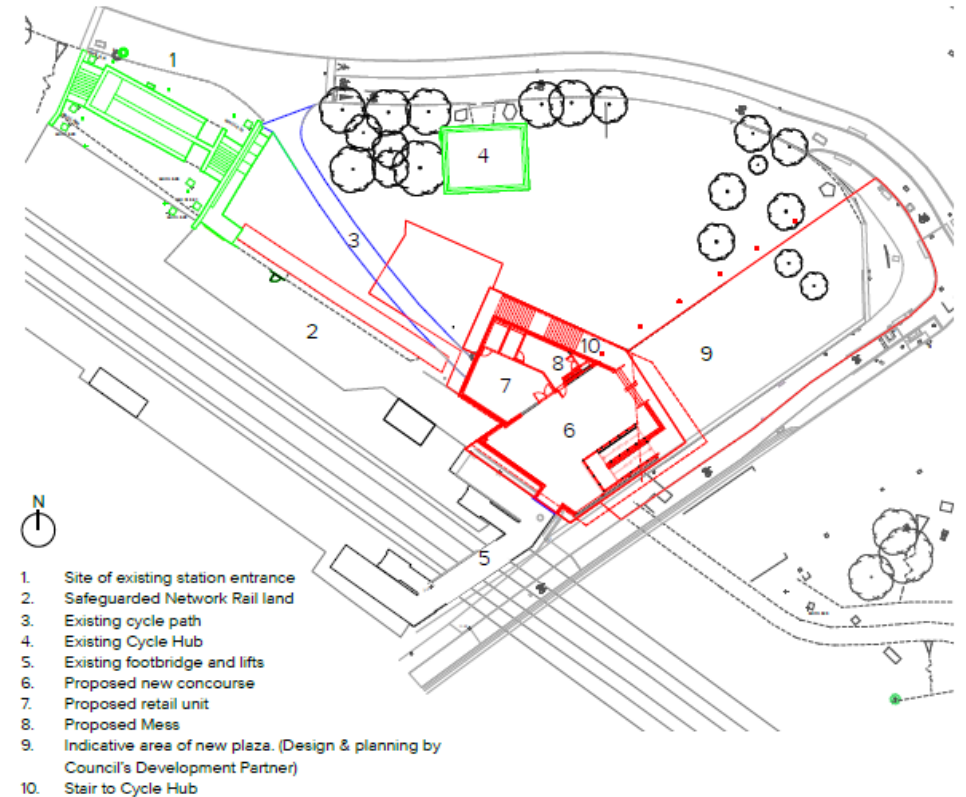 1
4
3
2
10
9
8
7
6
5
N
1. Site of existing station entrance
2. Safeguarded Network Rail land
3. Existing cycle path
4. Existing Cycle Hub
5. Existing footbridge and lifts
6. Proposed new concourse
7. Proposed retail unit
8. Proposed Mess
9. Indicative area of new plaza. (Design & planning by
Council's Development Partner)
10. Stair to Cycle Hub